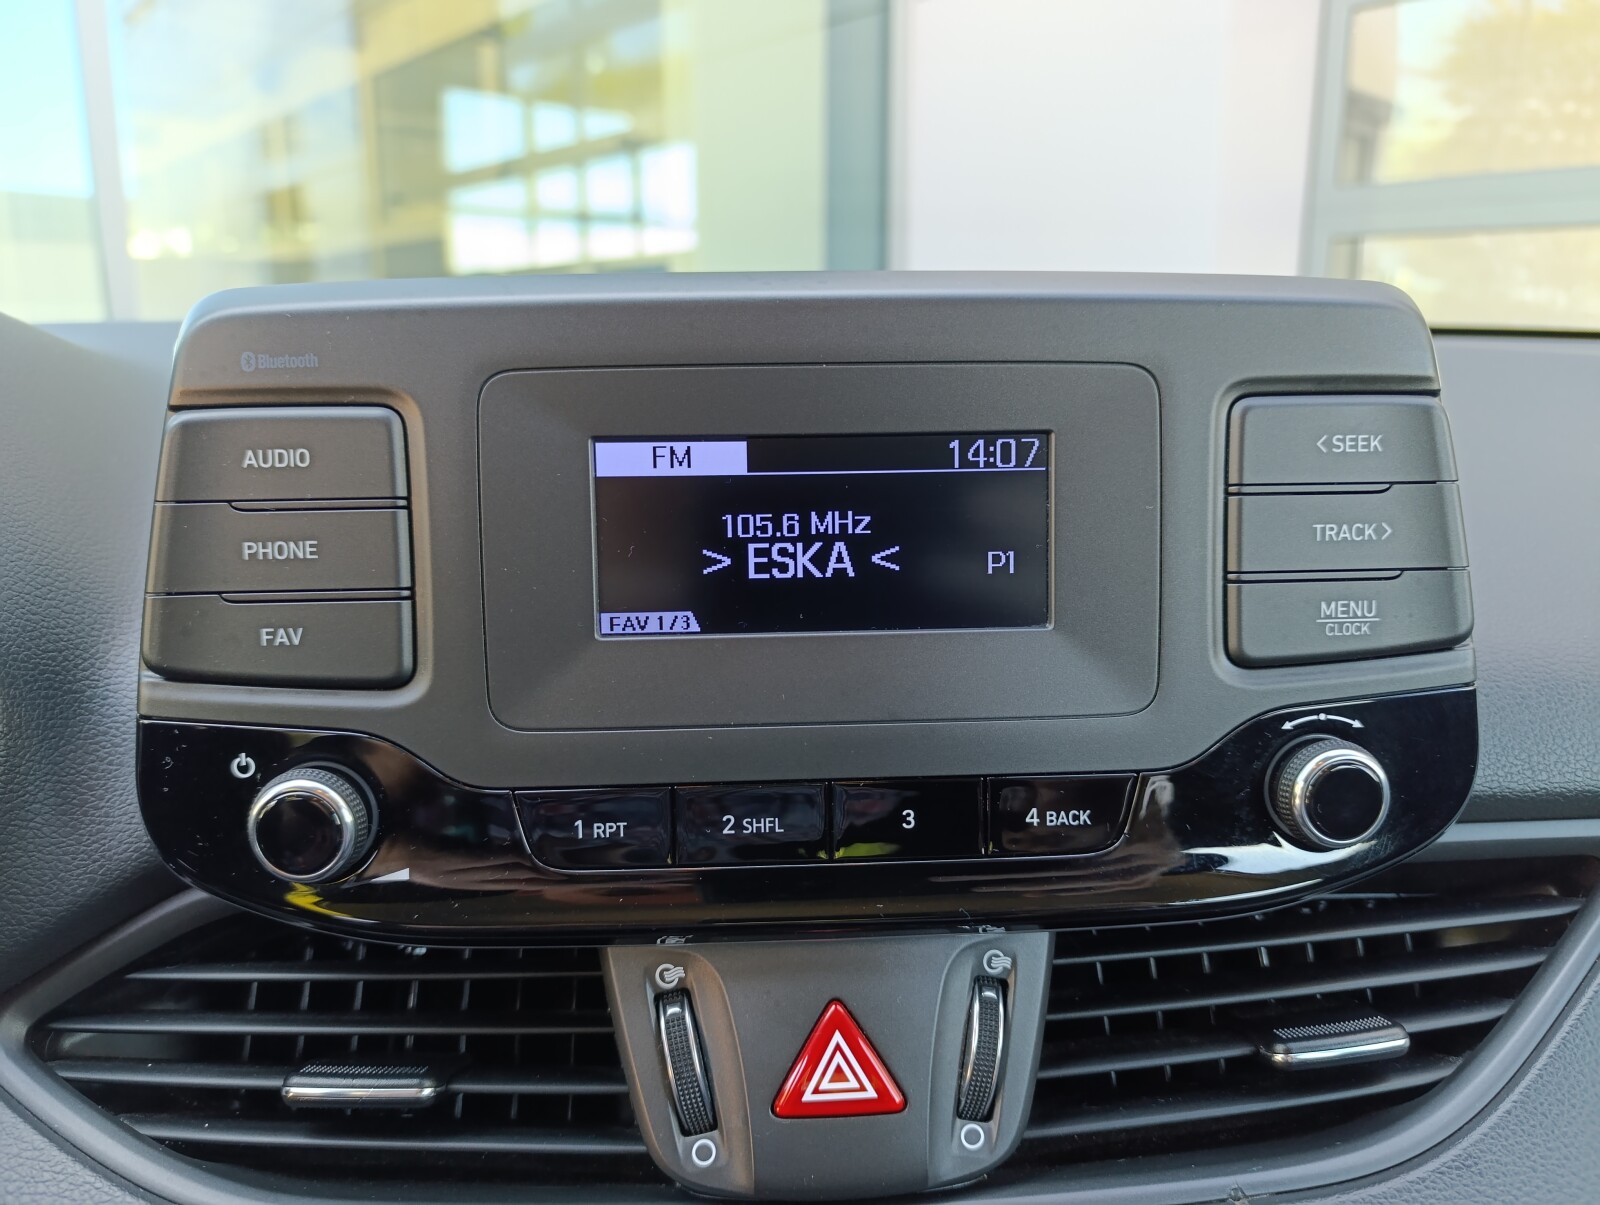 Bluetooth
AUDIO
PHONE
FAV
FM 14:07
105.6 MHz
> ESKA <
P1
FAV 1/3
<SEEK
TRACK>
MENU
CLOCK
1 RPT
2 SHFL
3
4 BACK